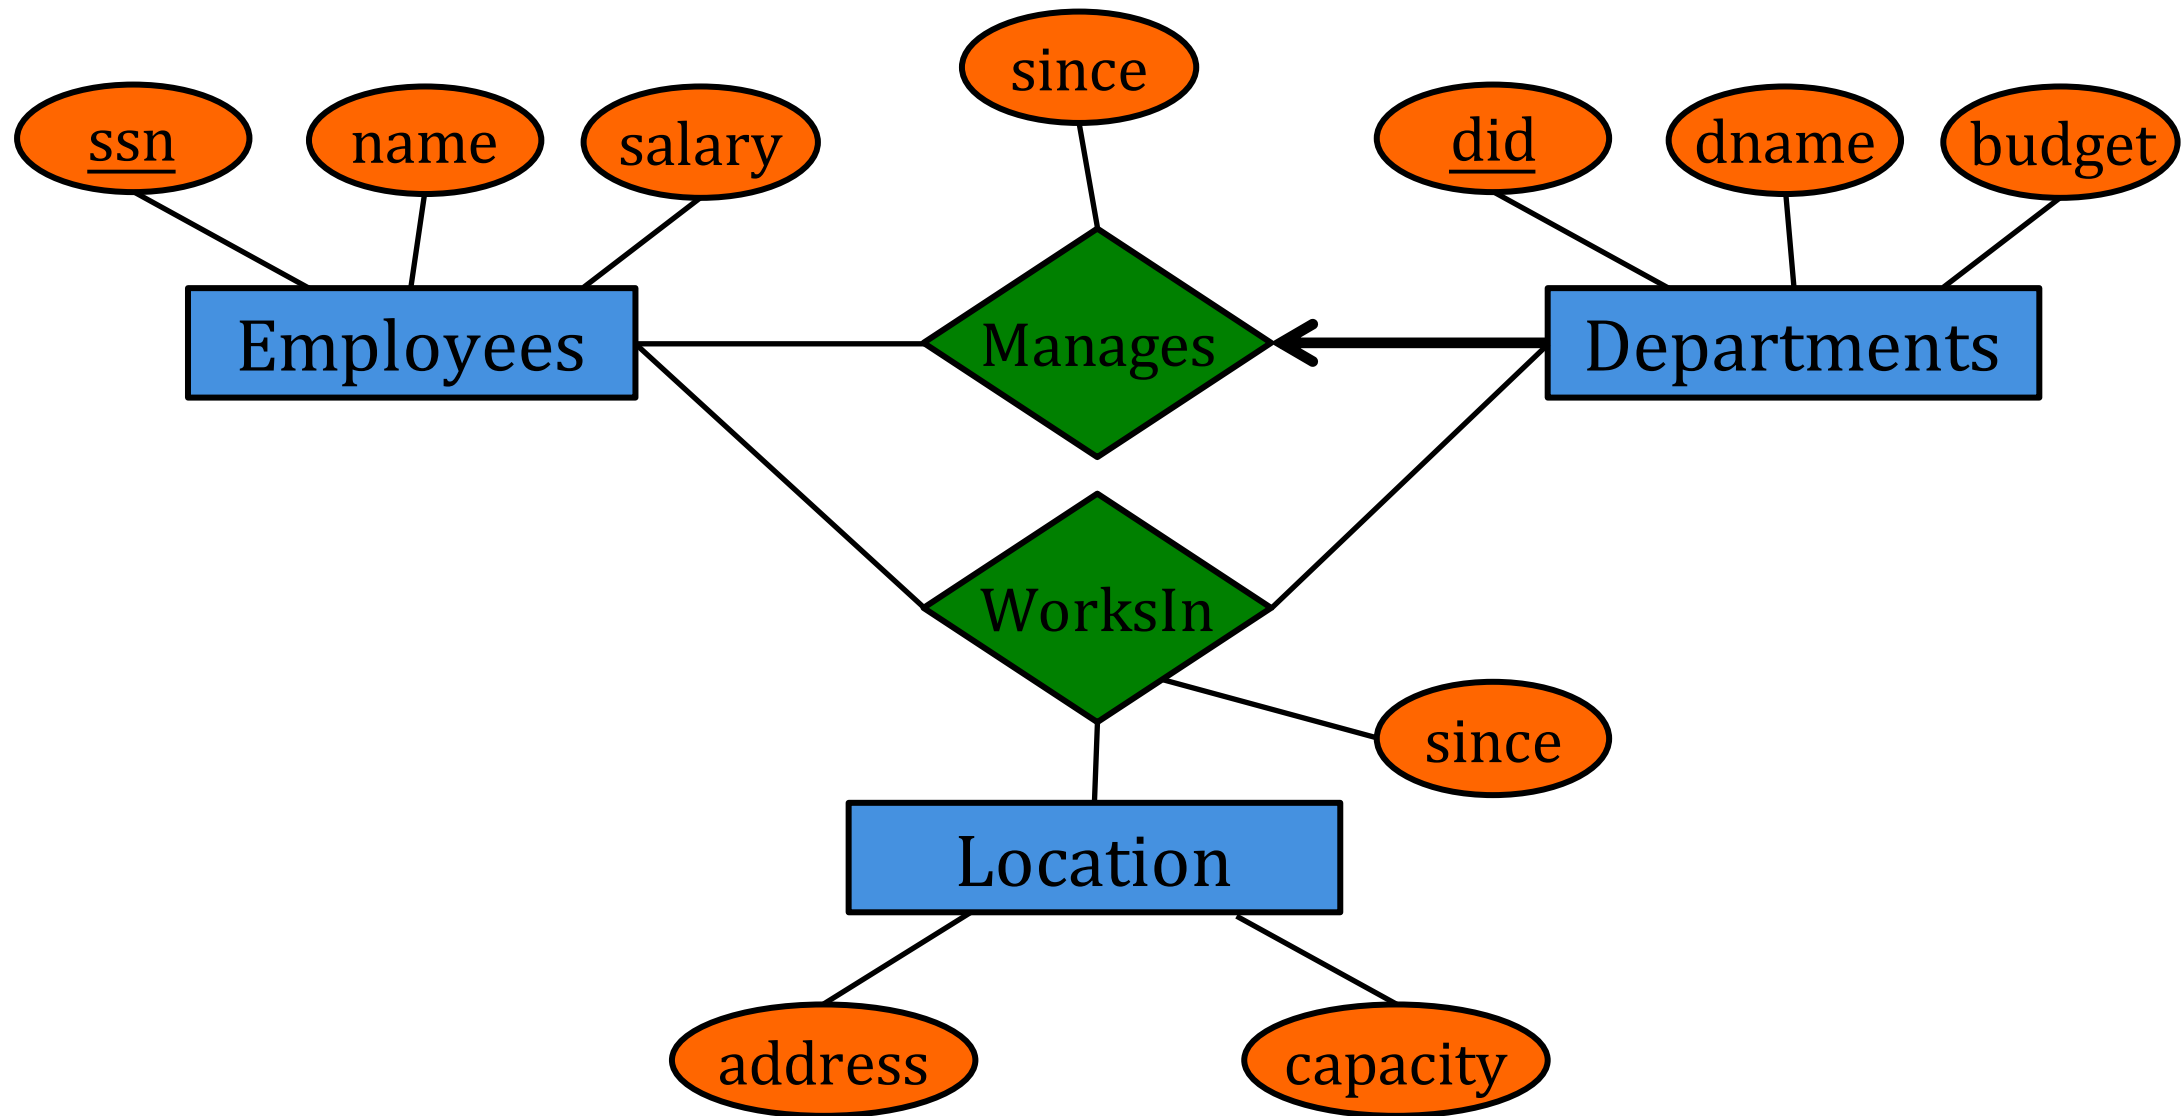 since
ssn
name
salary
did
dname
budget
Employees
Manages
Departments
WorksIn
since
Location
address
capacity